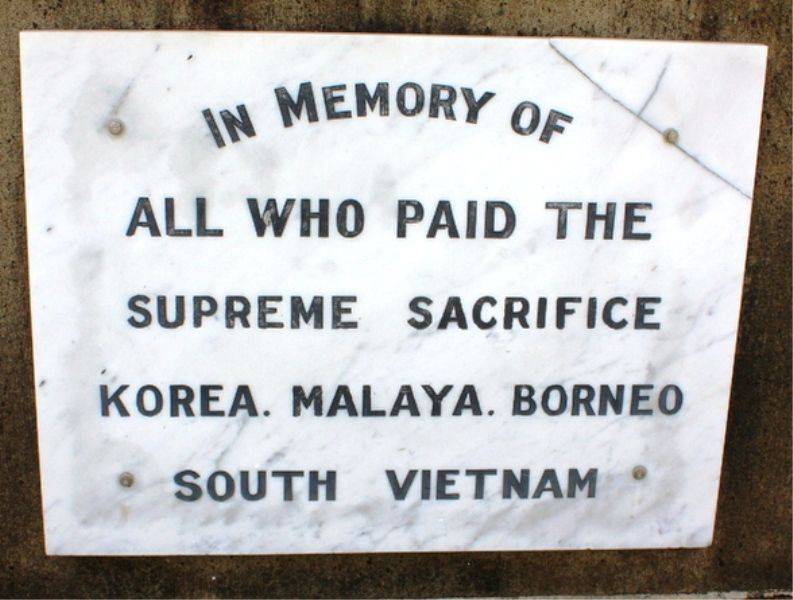 IN MEMORY OF
ALL WHO PAID THE
SUPREME SACRIFICE
KOREA. MALAYA. BORNEO
SOUTH VIETNAM